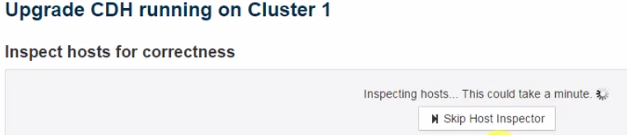 Upgrade CDH running on Cluster 1
Inspect hosts for correctness
Inspecting hosts... This could take a minute.
Skip Host Inspector